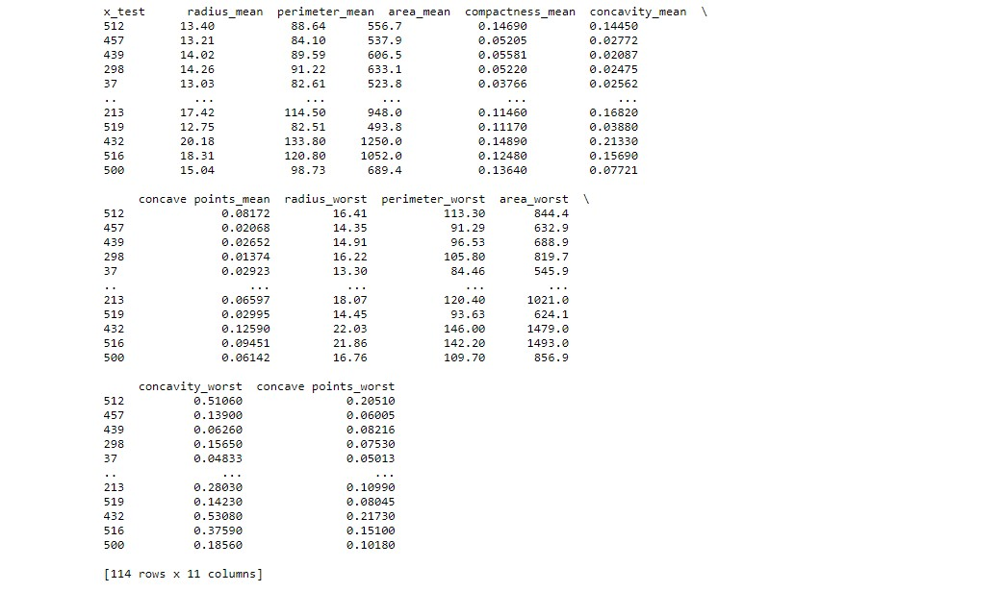 x_test      radius_mean  perimeter_mean  area_mean  compactness_mean  concavity_mean  \
512        13.40           88.64      556.7           0.14690         0.14450
457        13.21           84.10      537.9           0.05205         0.02772
439        14.02           89.59      606.5           0.05581         0.02087
298        14.26           91.22      633.1           0.05220         0.02475
37         13.03           82.61      523.8           0.03766         0.02562
..           ...             ...        ...               ...             ...
213        17.42          114.50      948.0           0.11460         0.16820
519        12.75           82.51      493.8           0.11170         0.03880
432        20.18          133.80     1250.0           0.14890         0.21330
516        18.31          120.80     1052.0           0.12480         0.15690
500        15.04           98.73      689.4           0.13640         0.07721
concave points_mean  radius_worst  perimeter_worst  area_worst  \
512              0.08172         16.41           113.30       844.4
457              0.02068         14.35            91.29       632.9
439              0.02652         14.91            96.53       688.9
298              0.01374         16.22           105.80       819.7
37               0.02923         13.30            84.46       545.9
..                   ...           ...              ...         ...
213              0.06597         18.07           120.40      1021.0
519              0.02995         14.45            93.63       624.1
432              0.12590         22.03           146.00      1479.0
516              0.09451         21.86           142.20      1493.0
500              0.06142         16.76           109.70       856.9
concavity_worst  concave points_worst
512          0.51060               0.20510
457          0.13900               0.06005
439          0.06260               0.08216
298          0.15650               0.07530
37           0.04833               0.05013
..               ...                   ...
213          0.28030               0.10990
519          0.14230               0.08045
432          0.53080               0.21730
516          0.37590               0.15100
500          0.18560               0.10180
[114 rows x 11 columns]